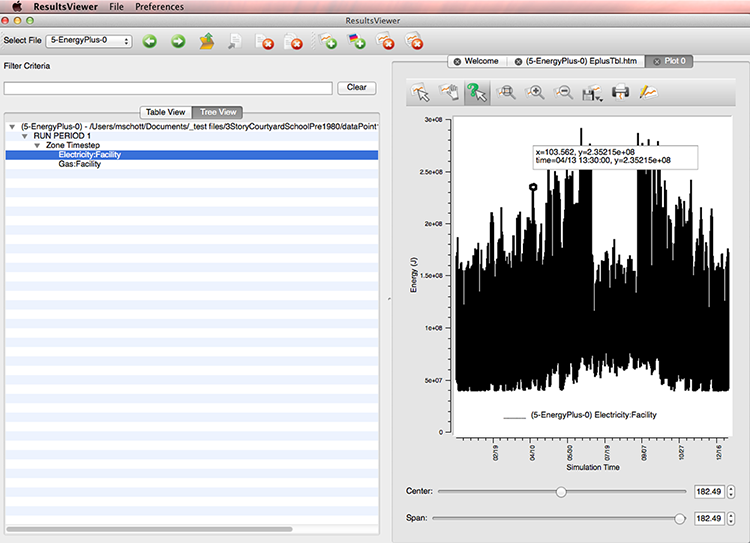 ResultsViewer File Preferences
ResultsViewer
Select File 5-EnergyPlus-0
Filter Criteria
Clear
Table View Tree View
(5-EnergyPlus-0) - /Users/mschott/Documents/_test files/3StoryCourtyardSchoolPre1980/dataPoint
RUN PERIOD 1
Zone Timestep
Electricity:Facility
Gas:Facility
Welcome (5-EnergyPlus-0) EplusTbl.htm Plot 0
3e+08
x=103.562, y=2.35215e+08
time=04/13 13:30:00, y=2.35215e+08
2.5e+08
2e+08
Energy (J)
1.5e+08
1e+08
5e+07
(5-EnergyPlus-0) Electricity:Facility
0
02/19 04/10 05/30 07/19 09/07 10/27 12/16
Simulation Time
Center: 182.49
Span: 182.49